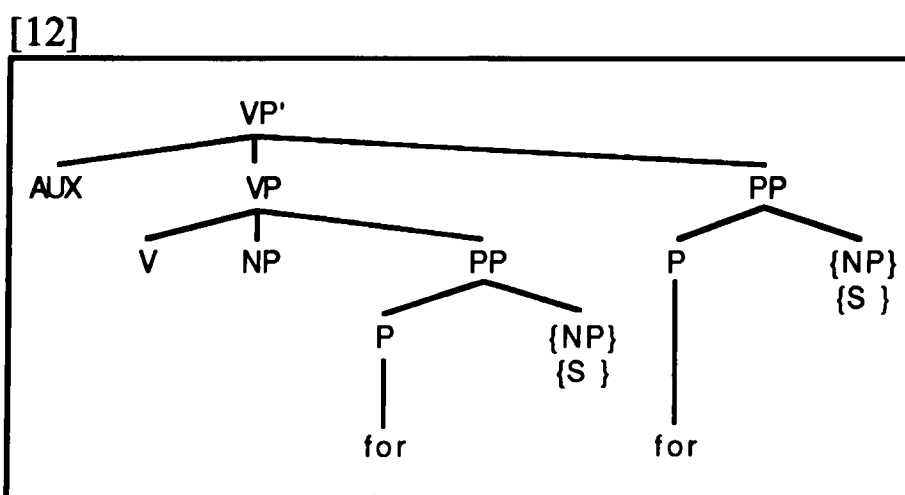 [12]
VP'
AUX VP PP
V NP PP P {NP}
{S }
P {NP}
{S }
for for